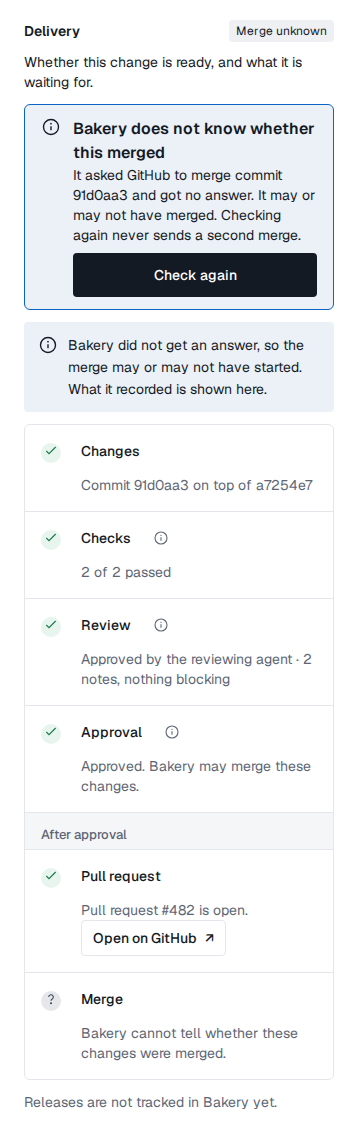 Delivery
Merge unknown
Whether this change is ready, and what it is
waiting for.
Bakery does not know whether
this merged
It asked GitHub to merge commit
91d0aa3 and got no answer. It may or
may not have merged. Checking
again never sends a second merge.
Check again
Bakery did not get an answer, so the
merge may or may not have started.
What it recorded is shown here.
Changes
Commit 91d0aa3 on top of a7254e7
Checks
2 of 2 passed
Review
Approved by the reviewing agent · 2
notes, nothing blocking
Approval
Approved. Bakery may merge these
changes.
After approval
Pull request
Pull request #482 is open.
Open on GitHub ↗
Merge
Bakery cannot tell whether these
changes were merged.
Releases are not tracked in Bakery yet.